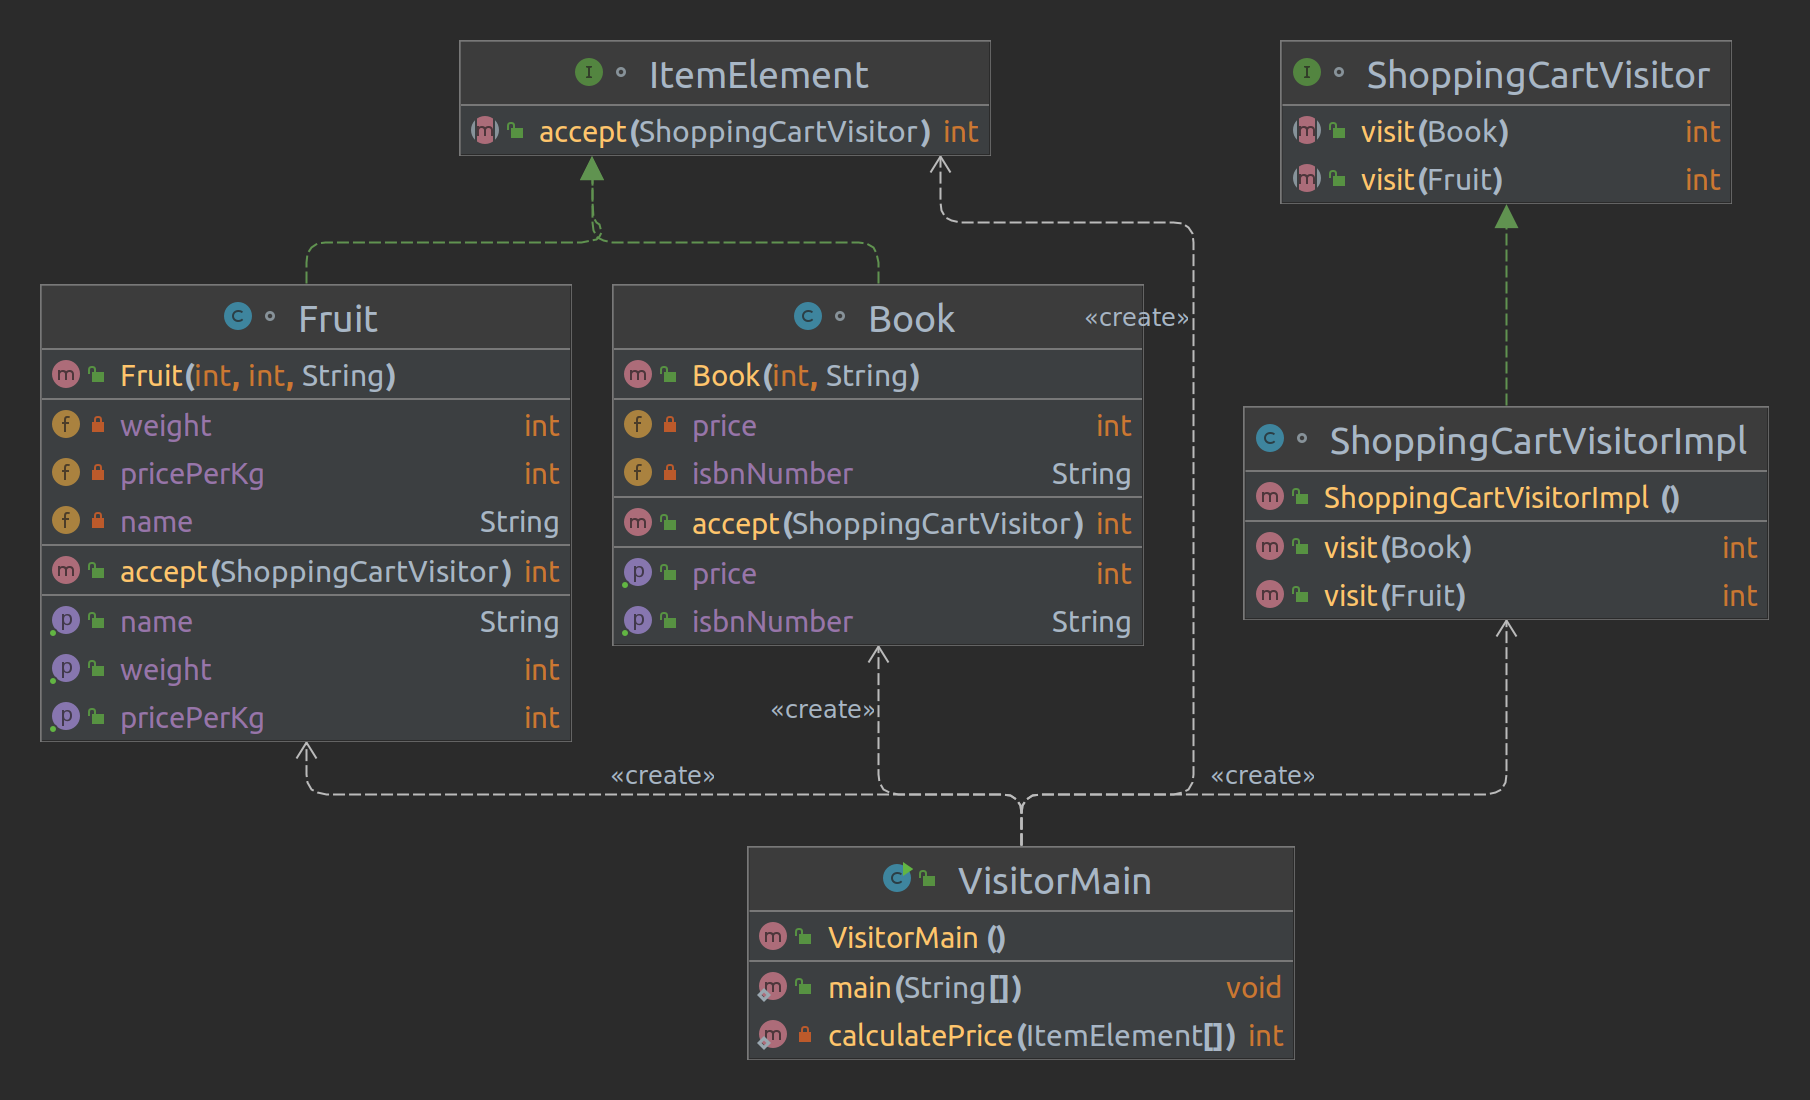 ItemElement
accept(ShoppingCartVisitor) int
ShoppingCartVisitor
visit(Book) int
visit(Fruit) int
Fruit
Fruit(int, int, String)
weight int
pricePerKg int
name String
accept(ShoppingCartVisitor) int
name String
weight int
pricePerKg int
Book
Book(int, String)
price int
isbnNumber String
accept(ShoppingCartVisitor) int
price int
isbnNumber String
«create»
ShoppingCartVisitorImpl
ShoppingCartVisitorImpl ()
visit(Book) int
visit(Fruit) int
«create»
«create»
«create»
VisitorMain
VisitorMain ()
main(String[]) void
calculatePrice(ItemElement[]) int